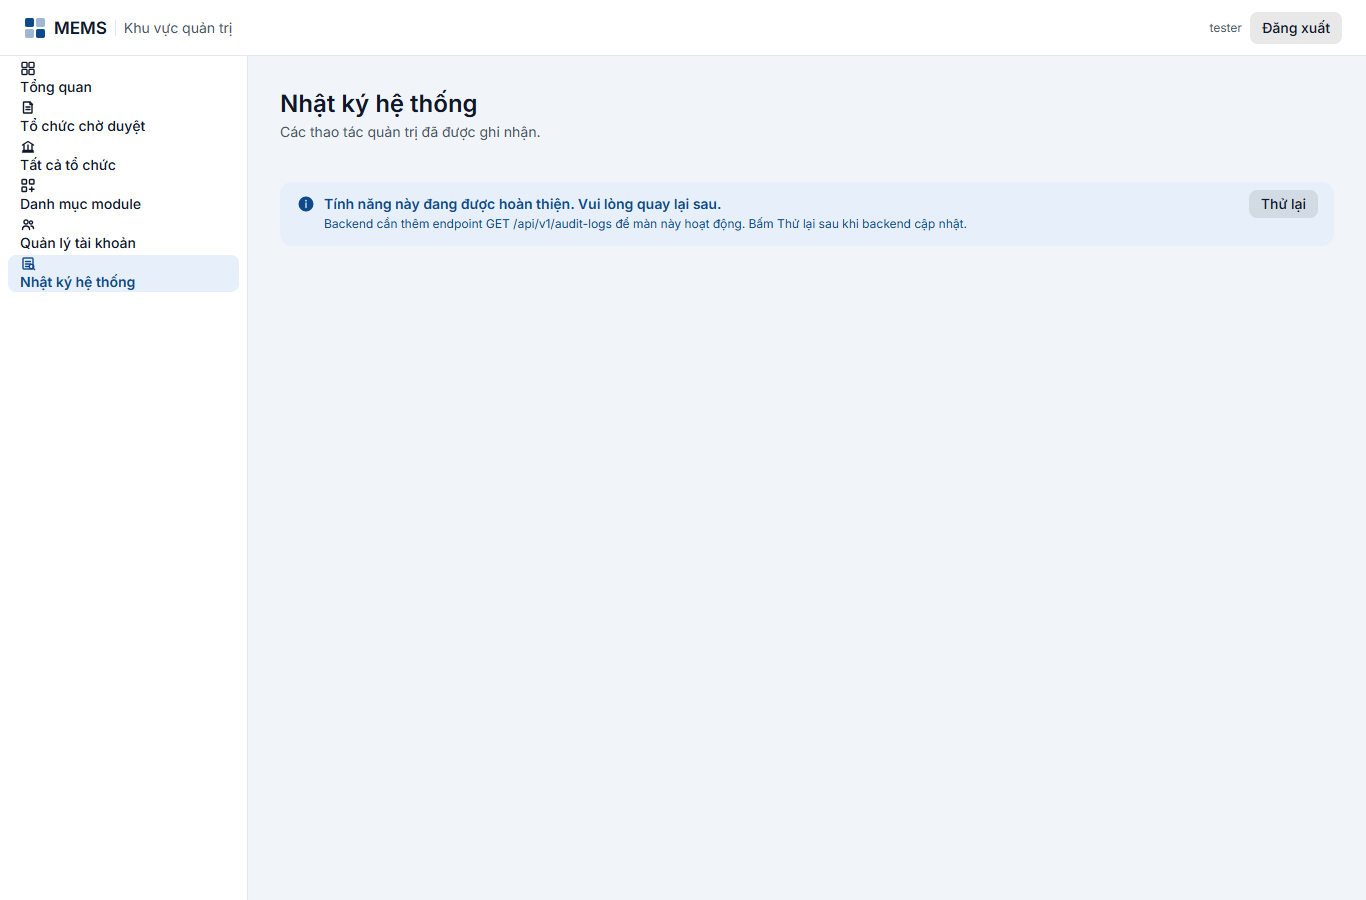 MEMS
Khu vực quản trị
tester
Đăng xuất
Tổng quan
Tổ chức chờ duyệt
Tất cả tổ chức
Danh mục module
Quản lý tài khoản
Nhật ký hệ thống
Nhật ký hệ thống
Các thao tác quản trị đã được ghi nhận.
Tính năng này đang được hoàn thiện. Vui lòng quay lại sau.
Backend cần thêm endpoint GET /api/v1/audit-logs để màn này hoạt động. Bấm Thử lại sau khi backend cập nhật.
Thử lại